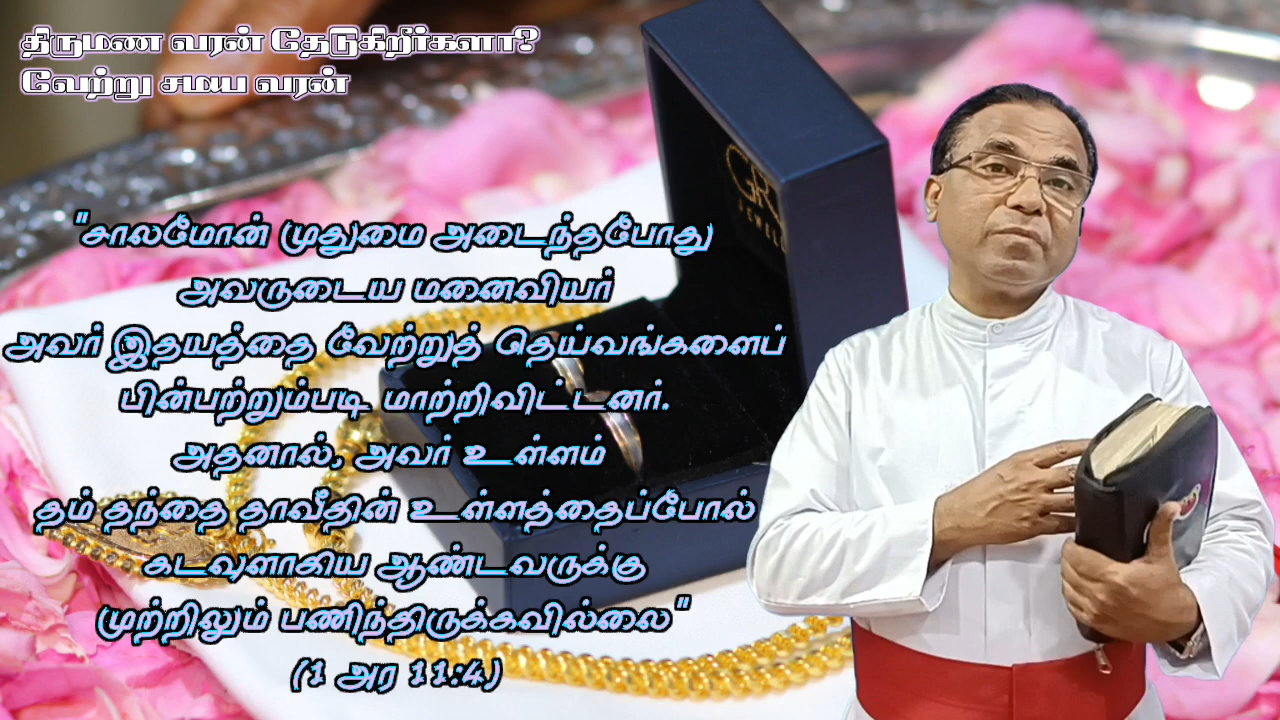 திருமண வரன் தேடுகிறீர்களா?
வேற்று சமய வரன்
"சாலமோன் முதுமை அடைந்தபோது
அவருடைய மனைவியர்
அவர் இதயத்தை வேற்றுத் தெய்வங்களைப்
பின்பற்றும்படி மாற்றிவிட்டனர்.
அதனால், அவர் உள்ளம்
தம் தந்தை தாவீதின் உள்ளத்தைப்போல்
கடவுளாகிய ஆண்டவருக்கு
முற்றிலும் பணிந்திருக்கவில்லை"
(1 அர 11:4)